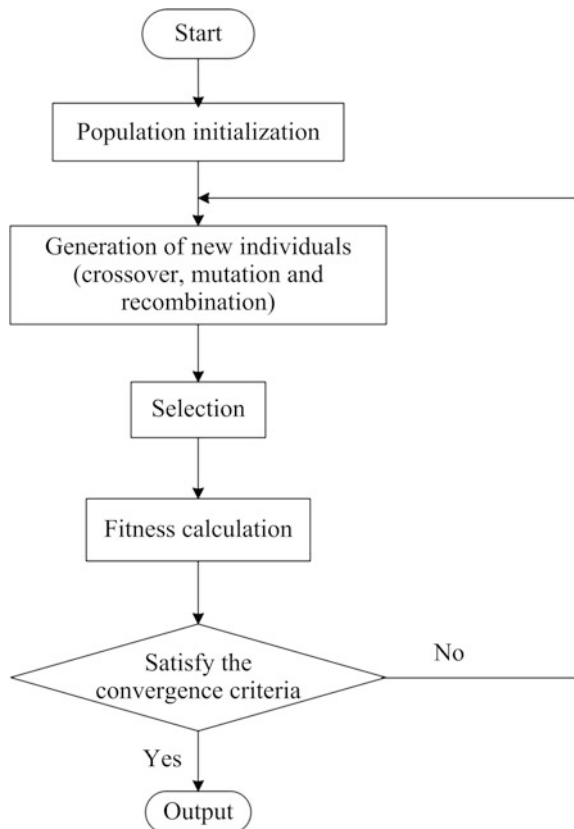 Start
Population initialization
Generation of new individuals
(crossover, mutation and
recombination)
Selection
Fitness calculation
Satisfy the
convergence criteria
No
Yes
Output